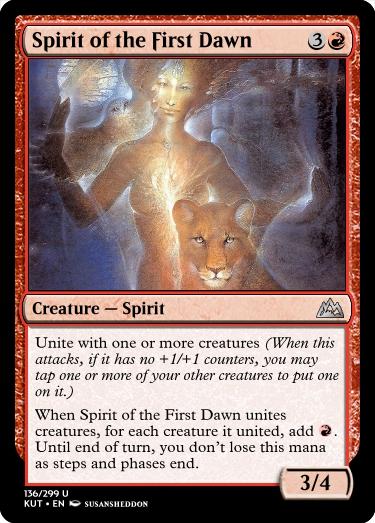 Spirit of the First Dawn 3
Creature — Spirit
Unite with one or more creatures (When this
attacks, if it has no +1/+1 counters, you may
tap one or more of your other creatures to put one
on it.)
When Spirit of the First Dawn unites
creatures, for each creature it united, add .
Until end of turn, you don't lose this mana
as steps and phases end.
3/4
136/299 U
KUT • EN SUSANSHEDDON